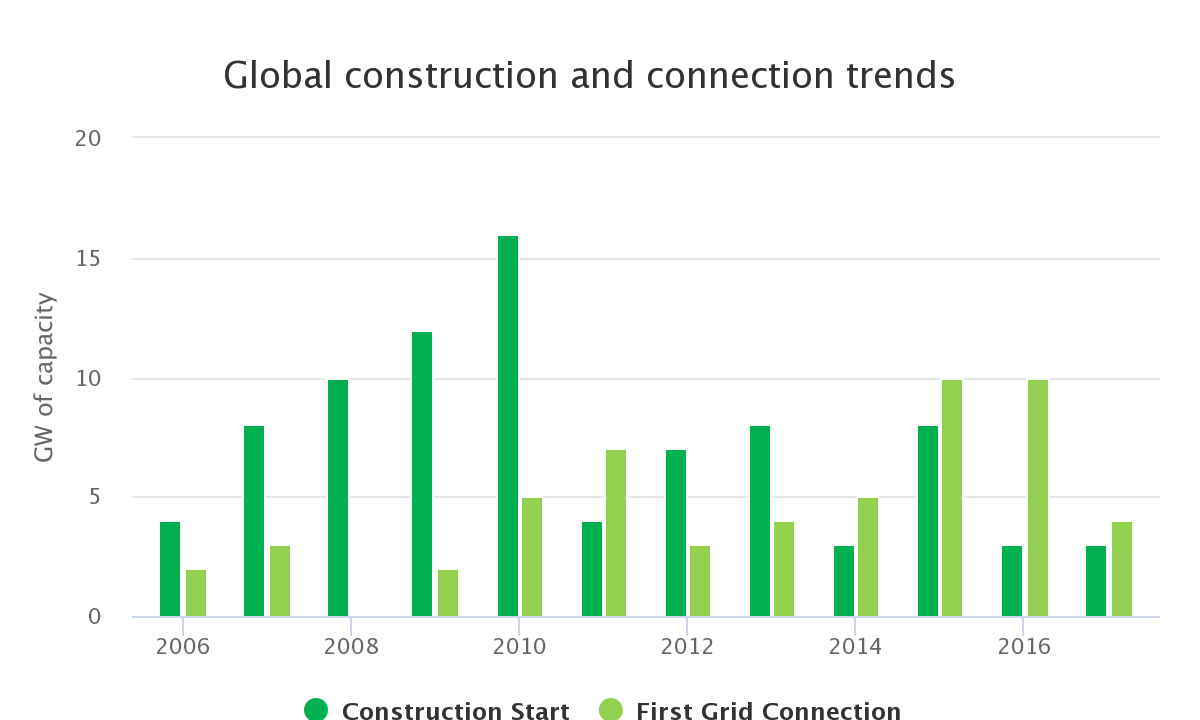 Global construction and connection trends
20
15
10
5
0
GW of capacity
2006 2008 2010 2012 2014 2016
Construction Start First Grid Connection